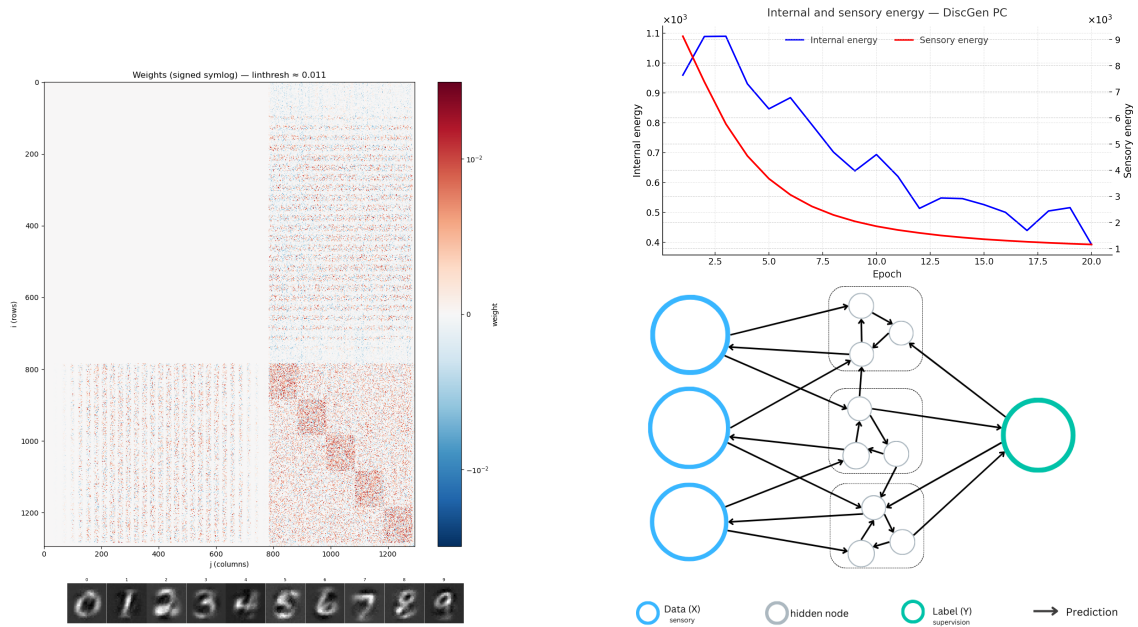 Weights (signed symlog) — linthresh ≈ 0.011
0
200
400
600
800
1000
1200
i (rows)
0 200 400 600 800 1000 1200
j (columns)
10⁻²
0
−10⁻²
weight
0 1 2 3 4 5 6 7 8 9
Internal and sensory energy — DiscGen PC
×10³
×10³
Internal energy
Sensory energy
1.1
1.0
0.9
0.8
0.7
0.6
0.5
0.4
Internal energy
9
8
7
6
5
4
3
2
1
Sensory energy
2.5 5.0 7.5 10.0 12.5 15.0 17.5 20.0
Epoch
Data (X)
sensory
hidden node
Label (Y)
supervision
Prediction